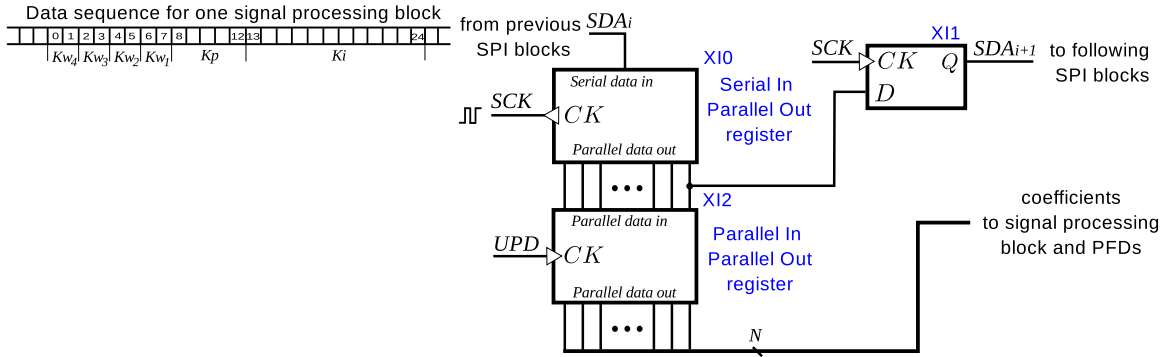 Data sequence for one signal processing block
0 1 2 3 4 5 6 7 8 12 13 24
Kw4 Kw3 Kw2 Kw1 Kp Ki
from previous
SPI blocks
SDAi
XI0
Serial In
Parallel Out
register
Serial data in
SCK
CK
Parallel data out
XI1
SCK
CK Q
D
SDAi+1
to following
SPI blocks
XI2
Parallel In
Parallel Out
register
Parallel data in
UPD
CK
Parallel data out
N
coefficients
to signal processing
block and PFDs